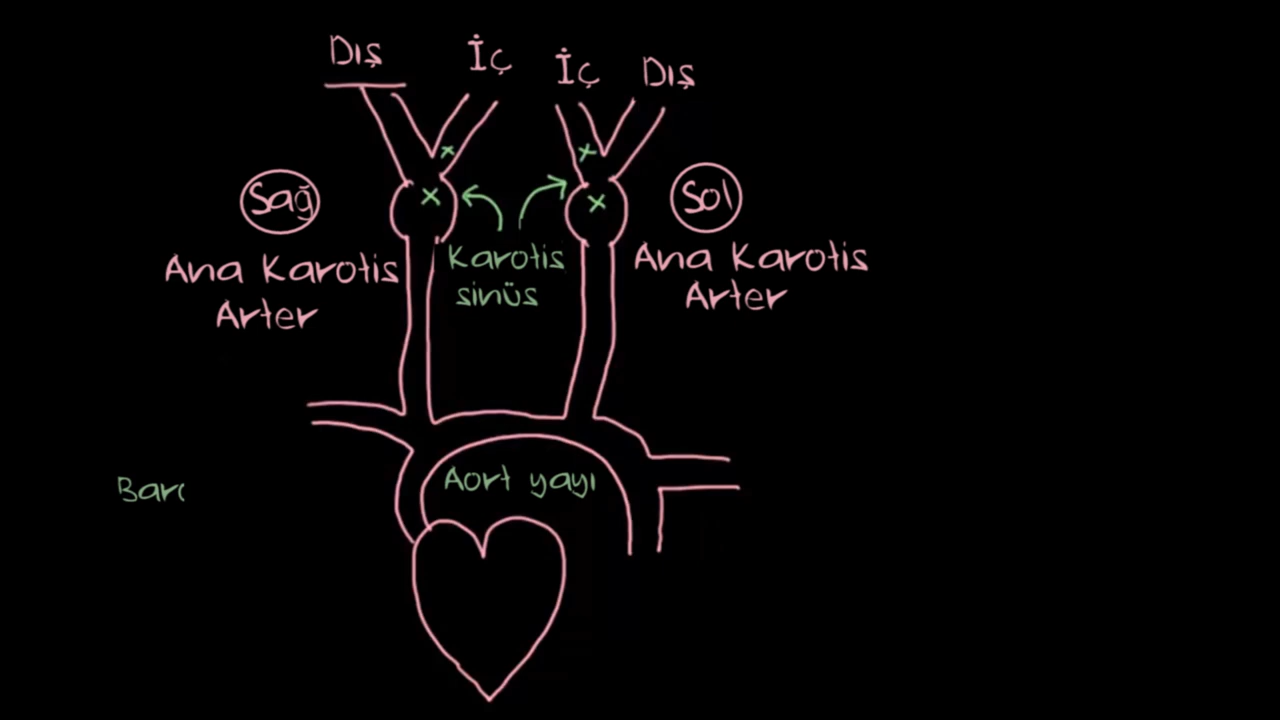 Dış
İç
İç
Dış
Sağ
Sol
Ana Karotis
Arter
Karotis
sinüs
Ana Karotis
Arter
Aort yayı